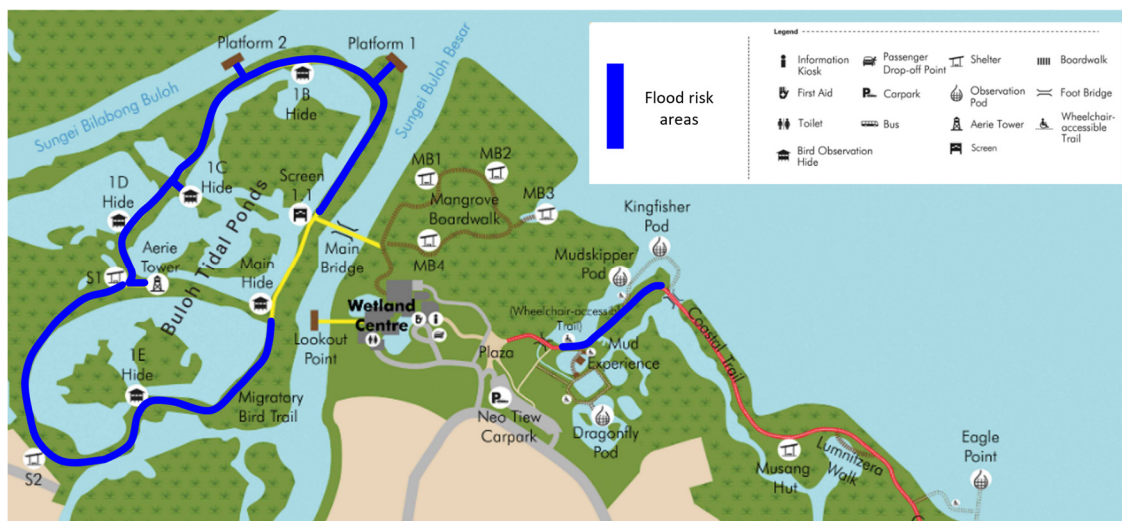 Platform 2
Platform 1
1B
Hide
Sungei Bilabong Buloh
Sungei Buloh Besar
1C
Hide
1D
Hide
Screen
1.1
Buloh Tidal Ponds
Aerie
Tower
S1
Main
Hide
Main
Bridge
1E
Hide
Migratory
Bird Trail
S2
Lookout
Point
MB1
MB2
Mangrove
Boardwalk
MB3
MB4
Wetland
Centre
Plaza
Neo Tiew
Carpark
(Wheelchair-accessible
Trail)
Mudskipper
Pod
Kingfisher
Pod
Mud
Experience
Dragonfly
Pod
Coastal Trail
Musang
Hut
Lumnitzera
Walk
Eagle
Point
Flood risk
areas
Legend
Information
Kiosk
Passenger
Drop-off Point
Shelter
Boardwalk
First Aid
Carpark
Observation
Pod
Foot Bridge
Toilet
Bus
Aerie Tower
Wheelchair-
accessible
Trail
Bird Observation
Hide
Screen